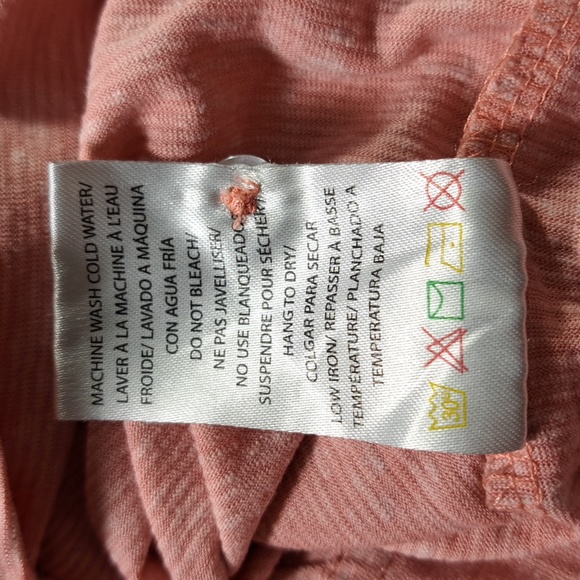 MACHINE WASH COLD WATER/
LAVER À LA MACHINE À L'EAU
FROIDE/ LAVADO A MÁQUINA
CON AGUA FRÍA
DO NOT BLEACH/
NE PAS JAVELLISER/
NO USE BLANQUEADOR/
SUSPENDRE POUR SÉCHER/
HANG TO DRY/
COLGAR PARA SECAR
LOW IRON/ REPASSER À BASSE
TEMPÉRATURE/ PLANCHADO A
TEMPERATURA BAJA
30°